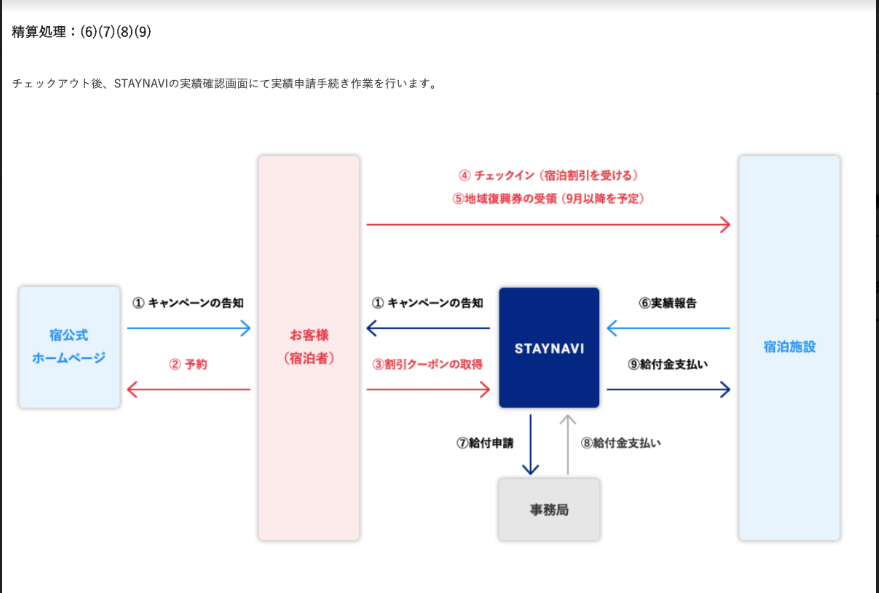 精算処理：(6)(7)(8)(9)
チェックアウト後、STAYNAVIの実績確認画面にて実績申請手続き作業を行います。
④ チェックイン（宿泊割引を受ける）
⑤地域復興券の受領（9月以降を予定）
宿公式
ホームページ
① キャンペーンの告知
② 予約
お客様
（宿泊者）
① キャンペーンの告知
③割引クーポンの取得
STAYNAVI
⑥実績報告
⑨給付金支払い
宿泊施設
⑦給付申請
⑧給付金支払い
事務局